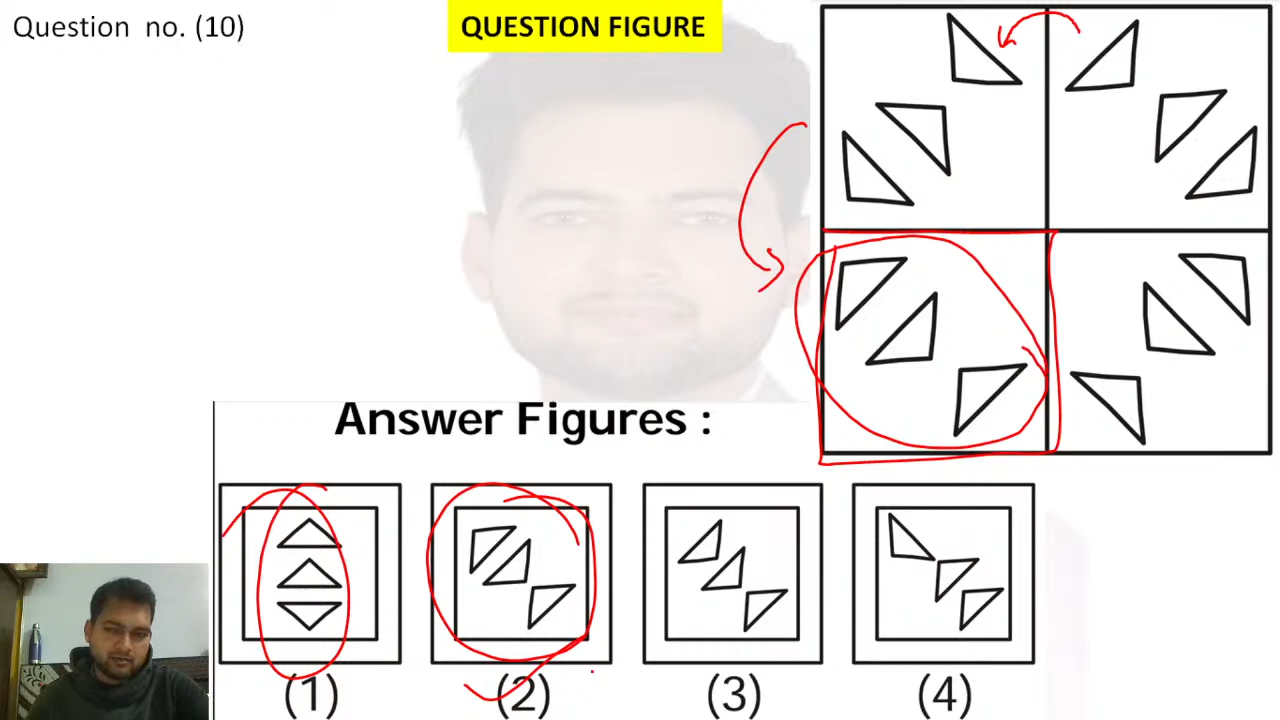 Question no. (10)
QUESTION FIGURE
Answer Figures :
(1)
(2)
(3)
(4)